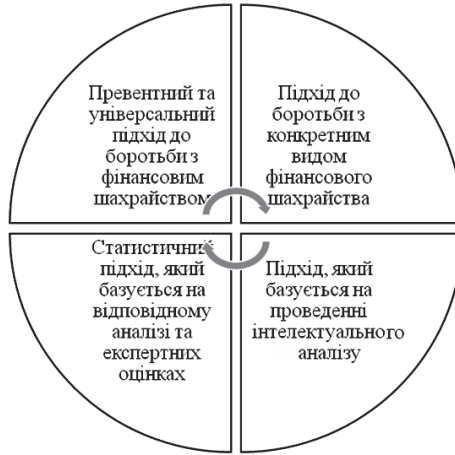 Превентний та
універсальний
підхід до
боротьби з
фінансовим
шахрайством
Підхід до
боротьби з
конкретним
видом
фінансового
шахрайства
Статистичний
підхід, який
базується на
відповідному
аналізі та
експертних
оцінках
Підхід, який
базується на
проведенні
інтелектуального
аналізу